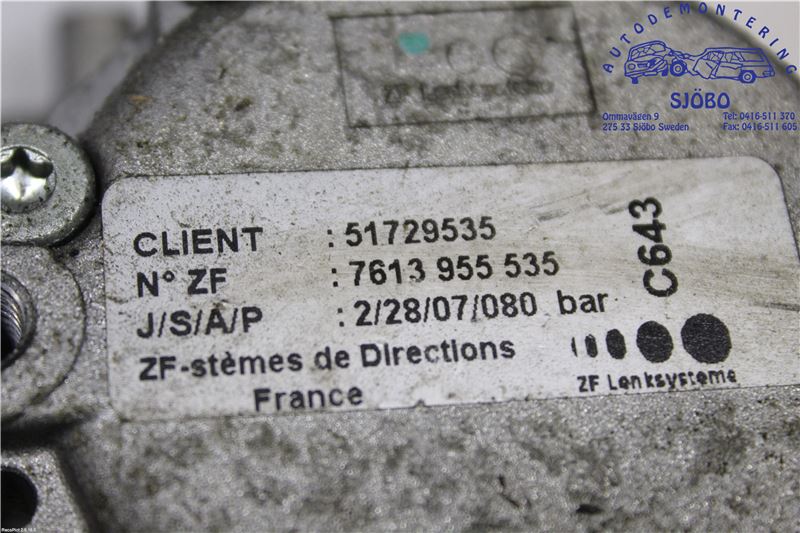 AUTODEMONTERING
SJÖBO
Ommavägen 9 Tel: 0416-511 370
275 33 Sjöbo Sweden Fax: 0416-511 605
ZF
CLIENT : 51729535
N° ZF : 7613 955 535
J/S/A/P : 2/28/07/080 bar
C643
ZF-stèmes de Directions
France
ZF Lenksysteme